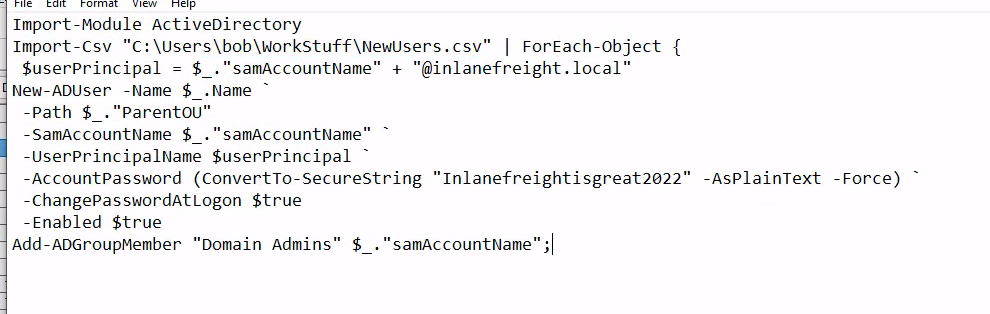 File Edit Format View Help
Import-Module ActiveDirectory
Import-Csv "C:\Users\bob\WorkStuff\NewUsers.csv" | ForEach-Object {
 $userPrincipal = $_."samAccountName" + "@inlanefreight.local"
New-ADUser -Name $_.Name `
 -Path $_."ParentOU"
 -SamAccountName $_."samAccountName" `
 -UserPrincipalName $userPrincipal `
 -AccountPassword (ConvertTo-SecureString "Inlanefreightisgreat2022" -AsPlainText -Force) `
 -ChangePasswordAtLogon $true
 -Enabled $true
Add-ADGroupMember "Domain Admins" $_."samAccountName";